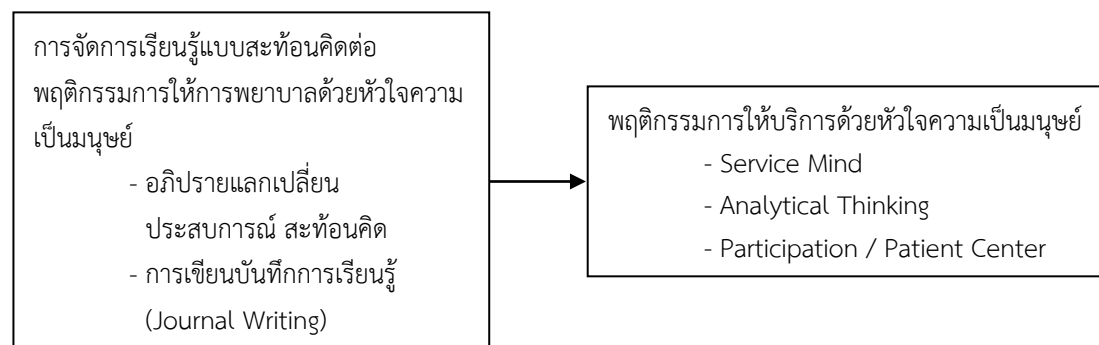 การจัดการเรียนรู้แบบสะท้อนคิดต่อ
พฤติกรรมการให้การพยาบาลด้วยหัวใจความ
เป็นมนุษย์
- อภิปรายแลกเปลี่ยน
ประสบการณ์ สะท้อนคิด
- การเขียนบันทึกการเรียนรู้
(Journal Writing)
พฤติกรรมการให้บริการด้วยหัวใจความเป็นมนุษย์
- Service Mind
- Analytical Thinking
- Participation / Patient Center